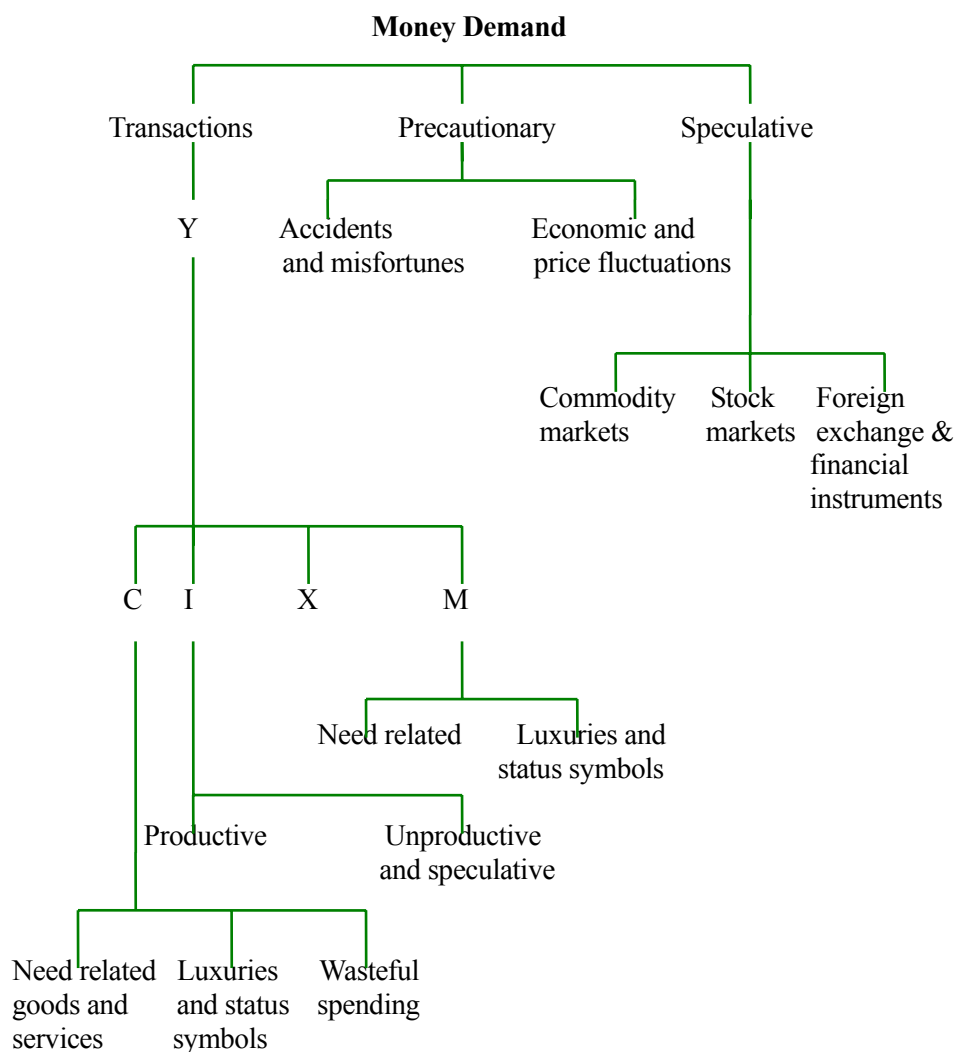 Money Demand
Transactions
Precautionary
Speculative
Y
Accidents
and misfortunes
Economic and
price fluctuations
Commodity
markets
Stock
markets
Foreign
exchange &
financial
instruments
C
I
X
M
Need related
Luxuries and
status symbols
Productive
Unproductive
and speculative
Need related
goods and
services
Luxuries
and status
symbols
Wasteful
spending